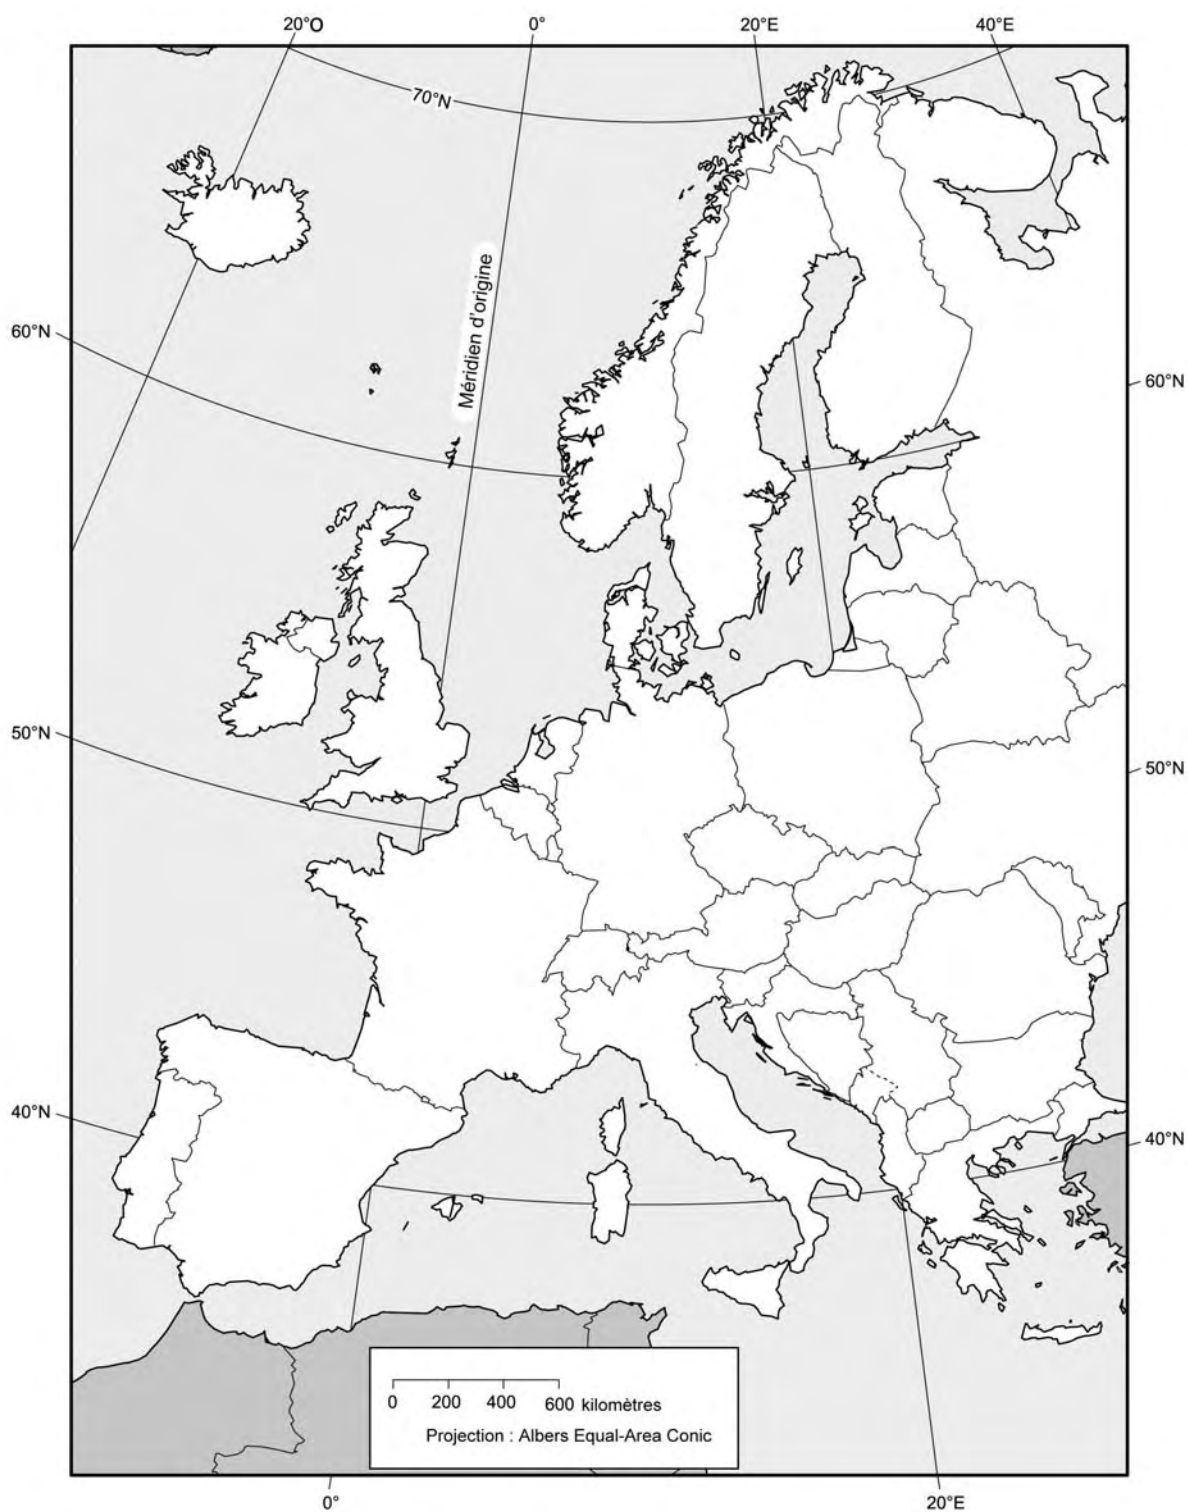 20°O
0°
20°E
40°E
70°N
Méridien d'origine
60°N
60°N
50°N
50°N
40°N
40°N
0 200 400 600 kilomètres
Projection : Albers Equal-Area Conic
0°
20°E